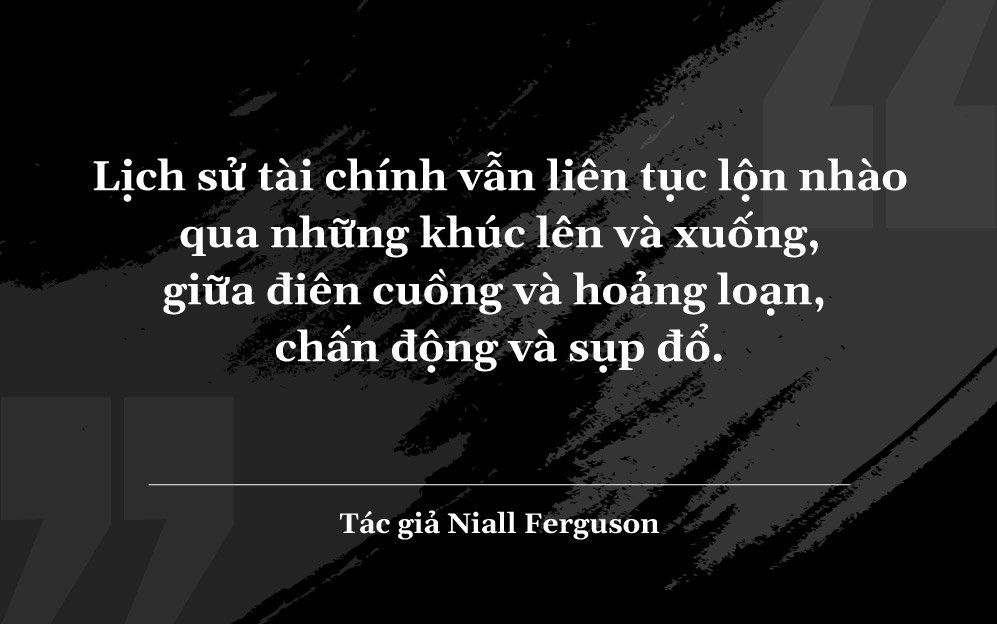 Lịch sử tài chính vẫn liên tục lộn nhào
qua những khúc lên và xuống,
giữa điên cuồng và hoảng loạn,
chấn động và sụp đổ.
Tác giả Niall Ferguson